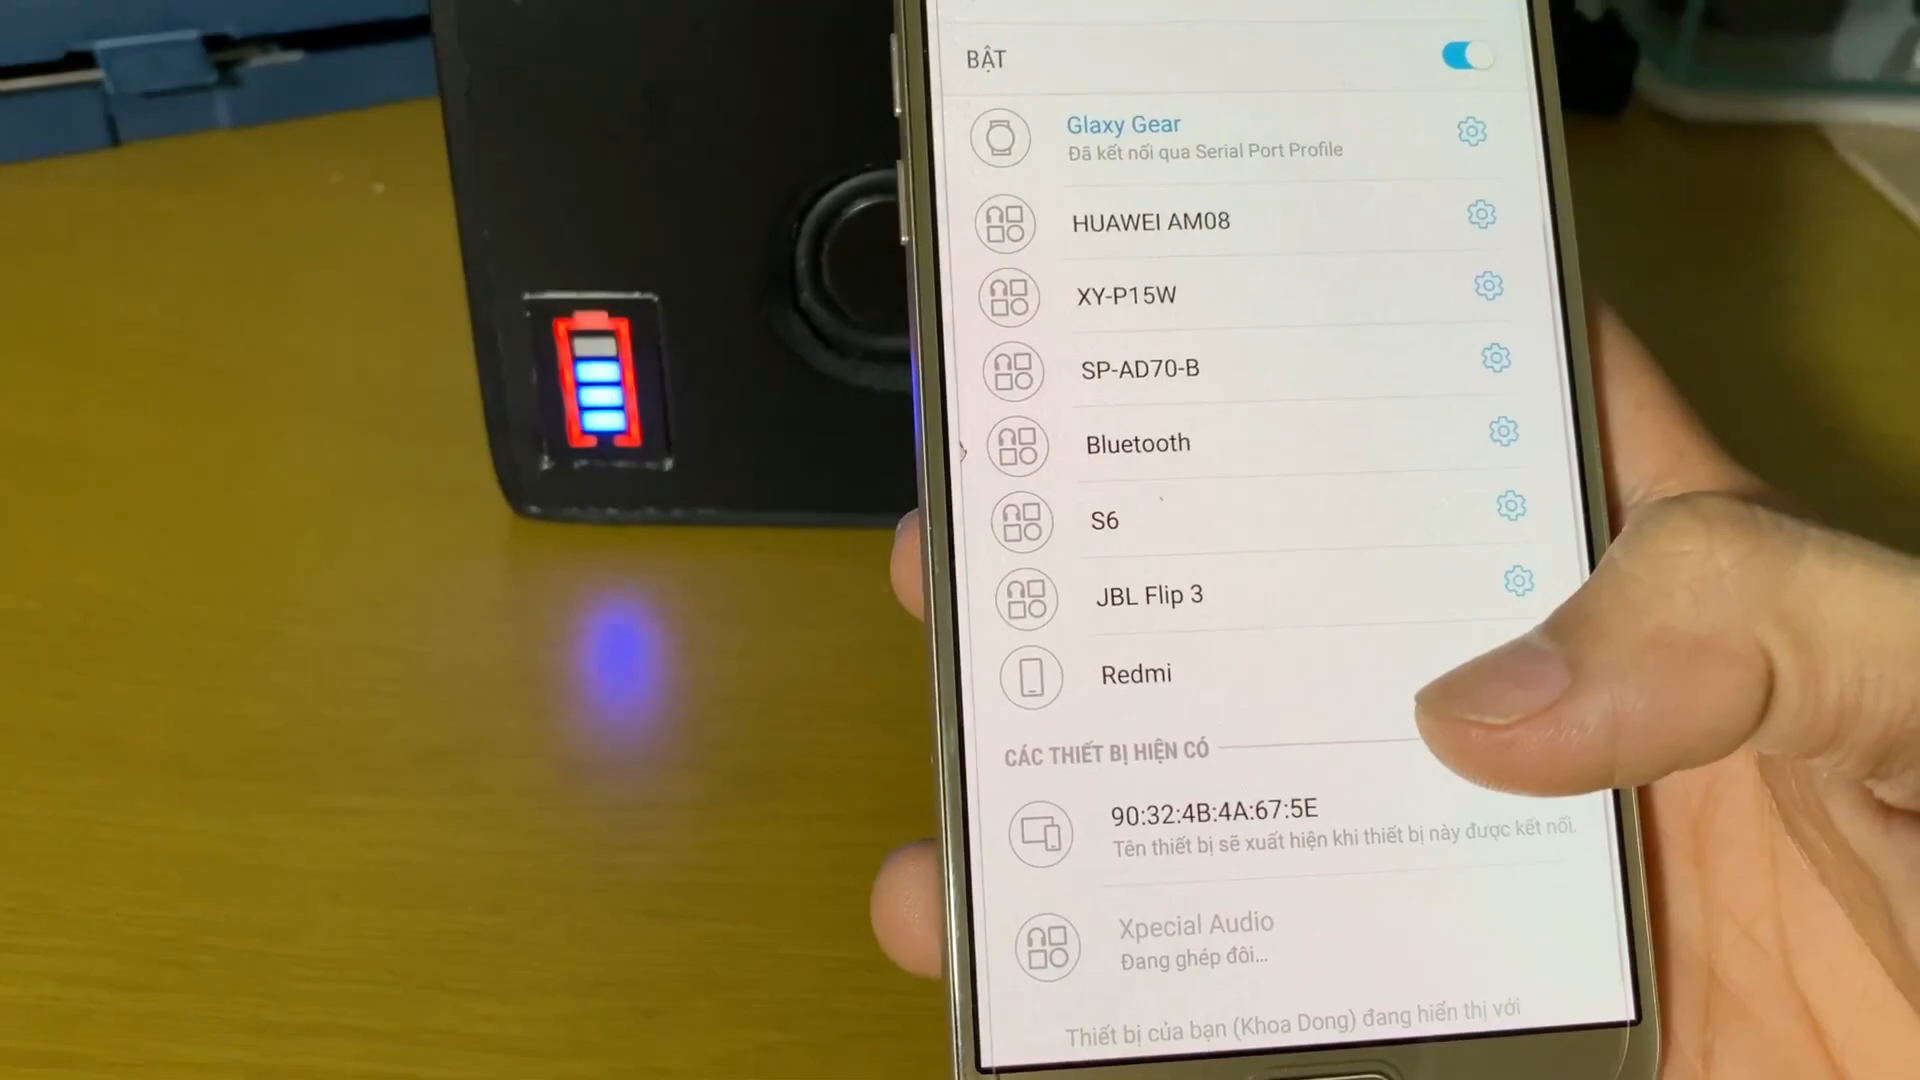 BẬT
Glaxy Gear
Đã kết nối qua Serial Port Profile
HUAWEI AM08
XY-P15W
SP-AD70-B
Bluetooth
S6
JBL Flip 3
Redmi
CÁC THIẾT BỊ HIỆN CÓ
90:32:4B:4A:67:5E
Tên thiết bị sẽ xuất hiện khi thiết bị này được kết nối.
Xpecial Audio
Đang ghép đôi...
Thiết bị của bạn (Khoa Dong) đang hiển thị với